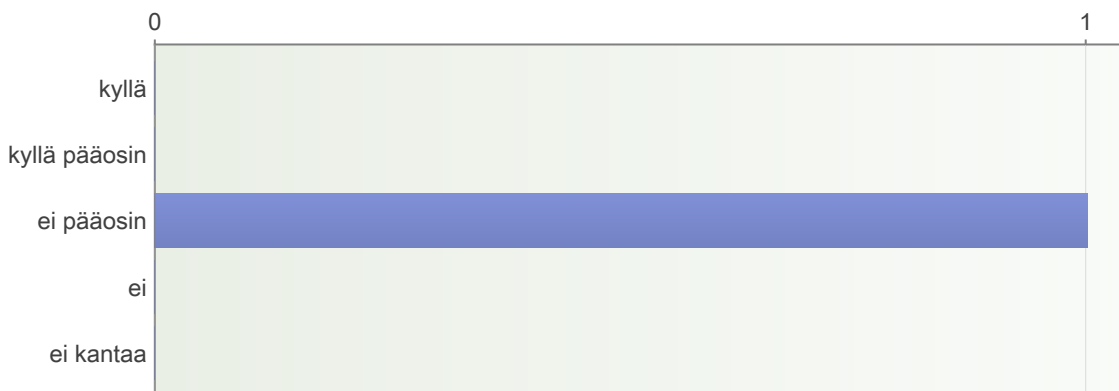 0 1
kyllä
kyllä pääosin
ei pääosin
ei
ei kantaa